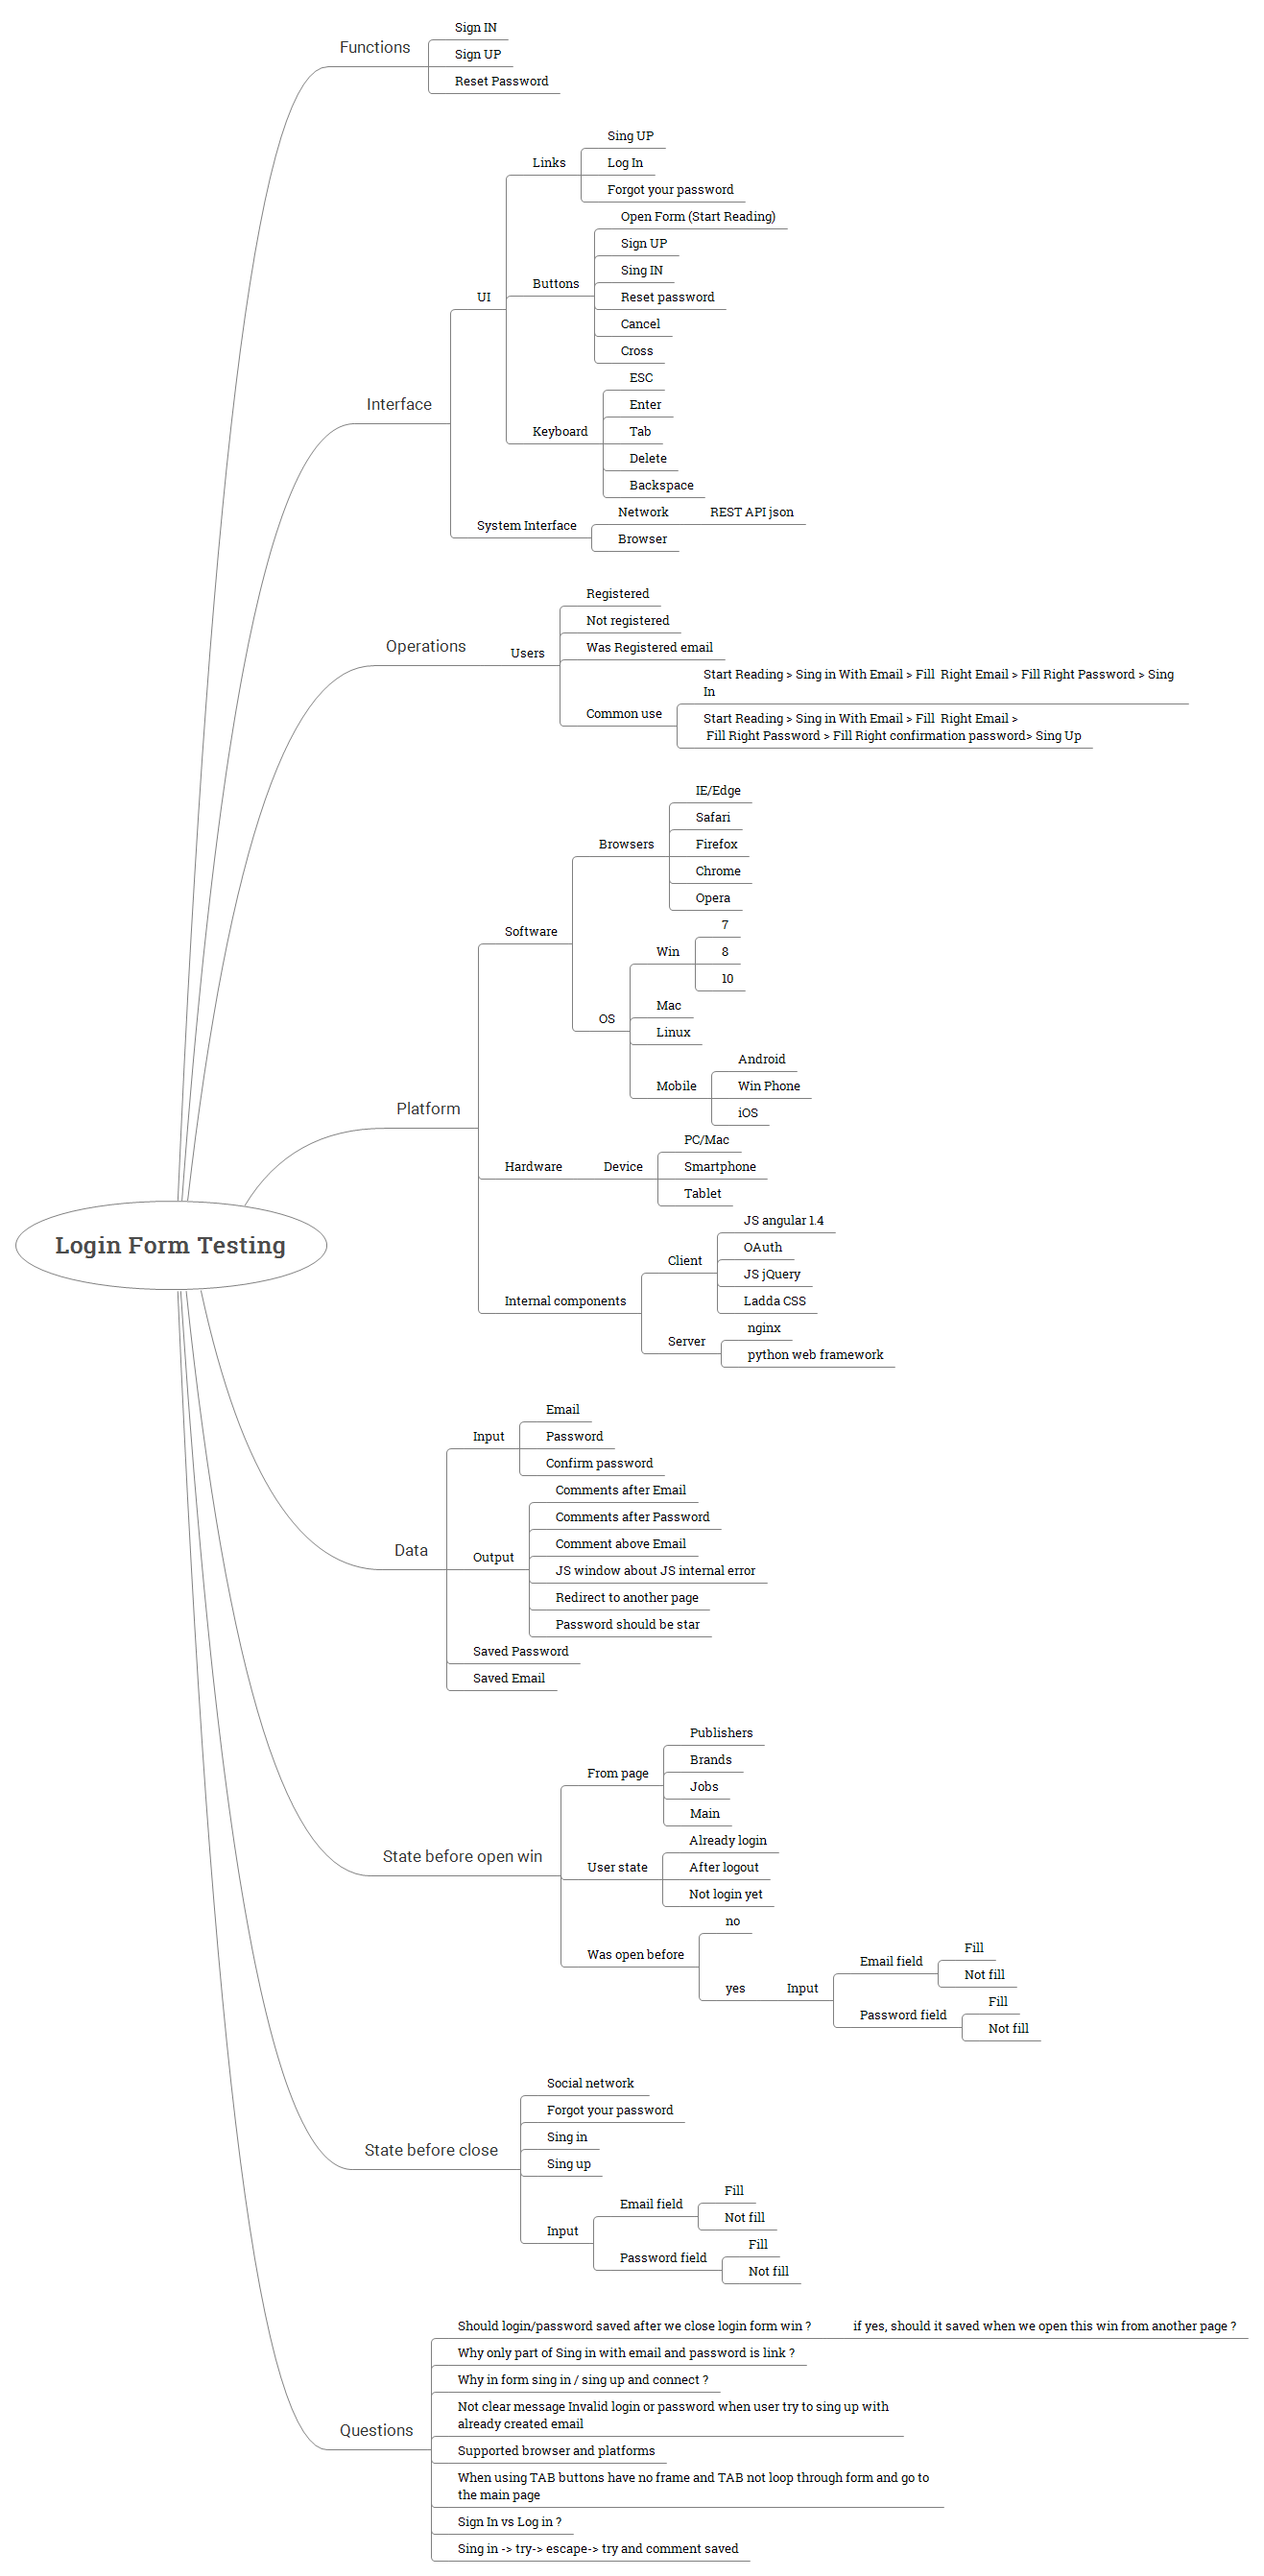 Login Form Testing
Functions
Sign IN
Sign UP
Reset Password
Interface
UI
Links
Sing UP
Log In
Forgot your password
Buttons
Open Form (Start Reading)
Sign UP
Sing IN
Reset password
Cancel
Cross
Keyboard
ESC
Enter
Tab
Delete
Backspace
System Interface
Network
REST API json
Browser
Operations
Users
Registered
Not registered
Was Registered email
Common use
Start Reading > Sing in With Email > Fill  Right Email > Fill Right Password > Sing
In
Start Reading > Sing in With Email > Fill  Right Email >
Fill Right Password > Fill Right confirmation password> Sing Up
Platform
Software
Browsers
IE/Edge
Safari
Firefox
Chrome
Opera
OS
Win
7
8
10
Mac
Linux
Mobile
Android
Win Phone
iOS
Hardware
Device
PC/Mac
Smartphone
Tablet
Internal components
Client
JS angular 1.4
OAuth
JS jQuery
Ladda CSS
Server
nginx
python web framework
Data
Input
Email
Password
Confirm password
Output
Comments after Email
Comments after Password
Comment above Email
JS window about JS internal error
Redirect to another page
Password should be star
Saved Password
Saved Email
State before open win
From page
Publishers
Brands
Jobs
Main
User state
Already login
After logout
Not login yet
Was open before
no
yes
Input
Email field
Fill
Not fill
Password field
Fill
Not fill
State before close
Social network
Forgot your password
Sing in
Sing up
Input
Email field
Fill
Not fill
Password field
Fill
Not fill
Questions
Should login/password saved after we close login form win ?
if yes, should it saved when we open this win from another page ?
Why only part of Sing in with email and password is link ?
Why in form sing in / sing up and connect ?
Not clear message Invalid login or password when user try to sing up with
already created email
Supported browser and platforms
When using TAB buttons have no frame and TAB not loop through form and go to
the main page
Sign In vs Log in ?
Sing in -> try-> escape-> try and comment saved